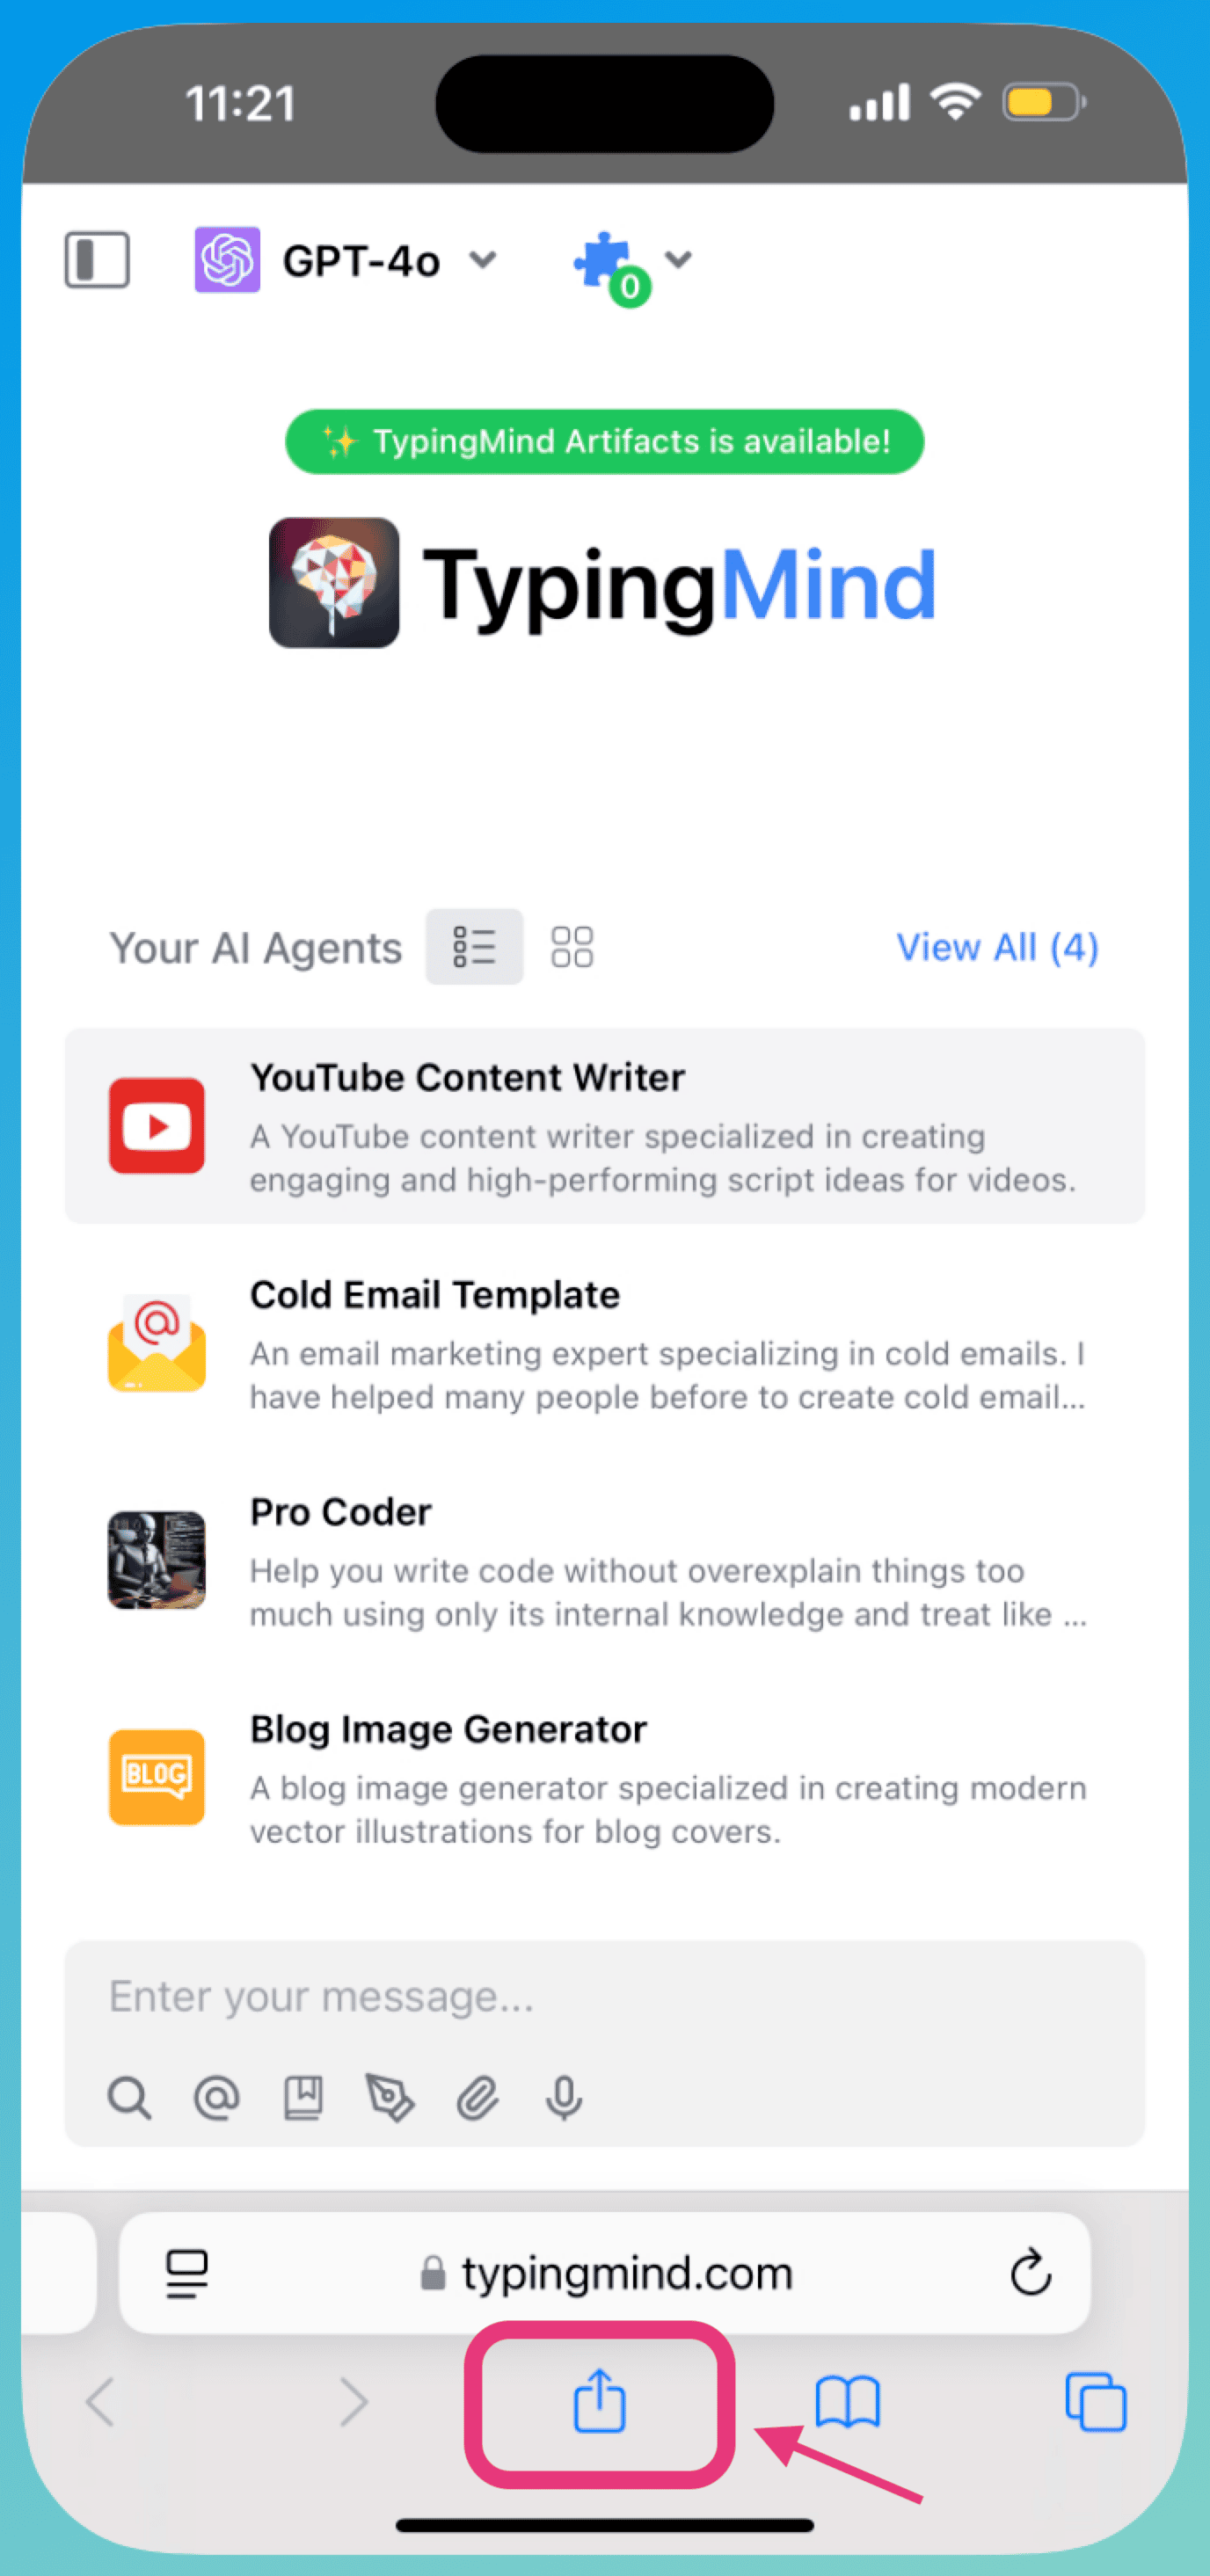 11:21
GPT-4o
0
✨ TypingMind Artifacts is available!
TypingMind
Your AI Agents
View All (4)
YouTube Content Writer
A YouTube content writer specialized in creating
engaging and high-performing script ideas for videos.
Cold Email Template
An email marketing expert specializing in cold emails. I
have helped many people before to create cold email...
Pro Coder
Help you write code without overexplain things too
much using only its internal knowledge and treat like ...
Blog Image Generator
BLOG
A blog image generator specialized in creating modern
vector illustrations for blog covers.
Enter your message...
typingmind.com